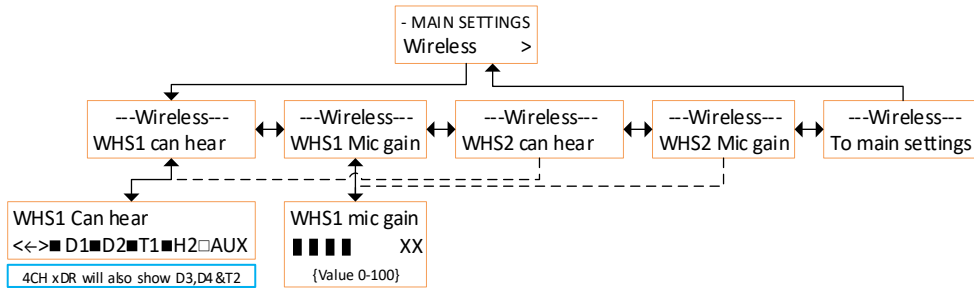 - MAIN SETTINGS
Wireless >
---Wireless---
WHS1 can hear
---Wireless---
WHS1 Mic gain
---Wireless---
WHS2 can hear
---Wireless---
WHS2 Mic gain
---Wireless---
To main settings
WHS1 Can hear
<←>■ D1■D2■T1■H2□AUX
4CH xDR will also show D3,D4&T2
WHS1 mic gain
▮ ▮ ▮ ▮ XX
{Value 0-100}